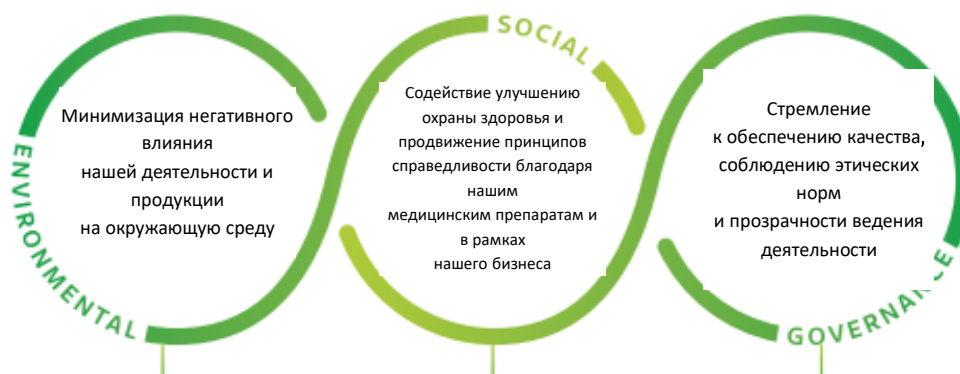 ENVIRONMENTAL
Минимизация негативного
влияния
нашей деятельности и
продукции
на окружающую среду
SOCIAL
Содействие улучшению
охраны здоровья и
продвижение принципов
справедливости благодаря
нашим
медицинским препаратам и
в рамках
нашего бизнеса
Стремление
к обеспечению качества,
соблюдению этических
норм
и прозрачности ведения
деятельности
GOVERNANCE